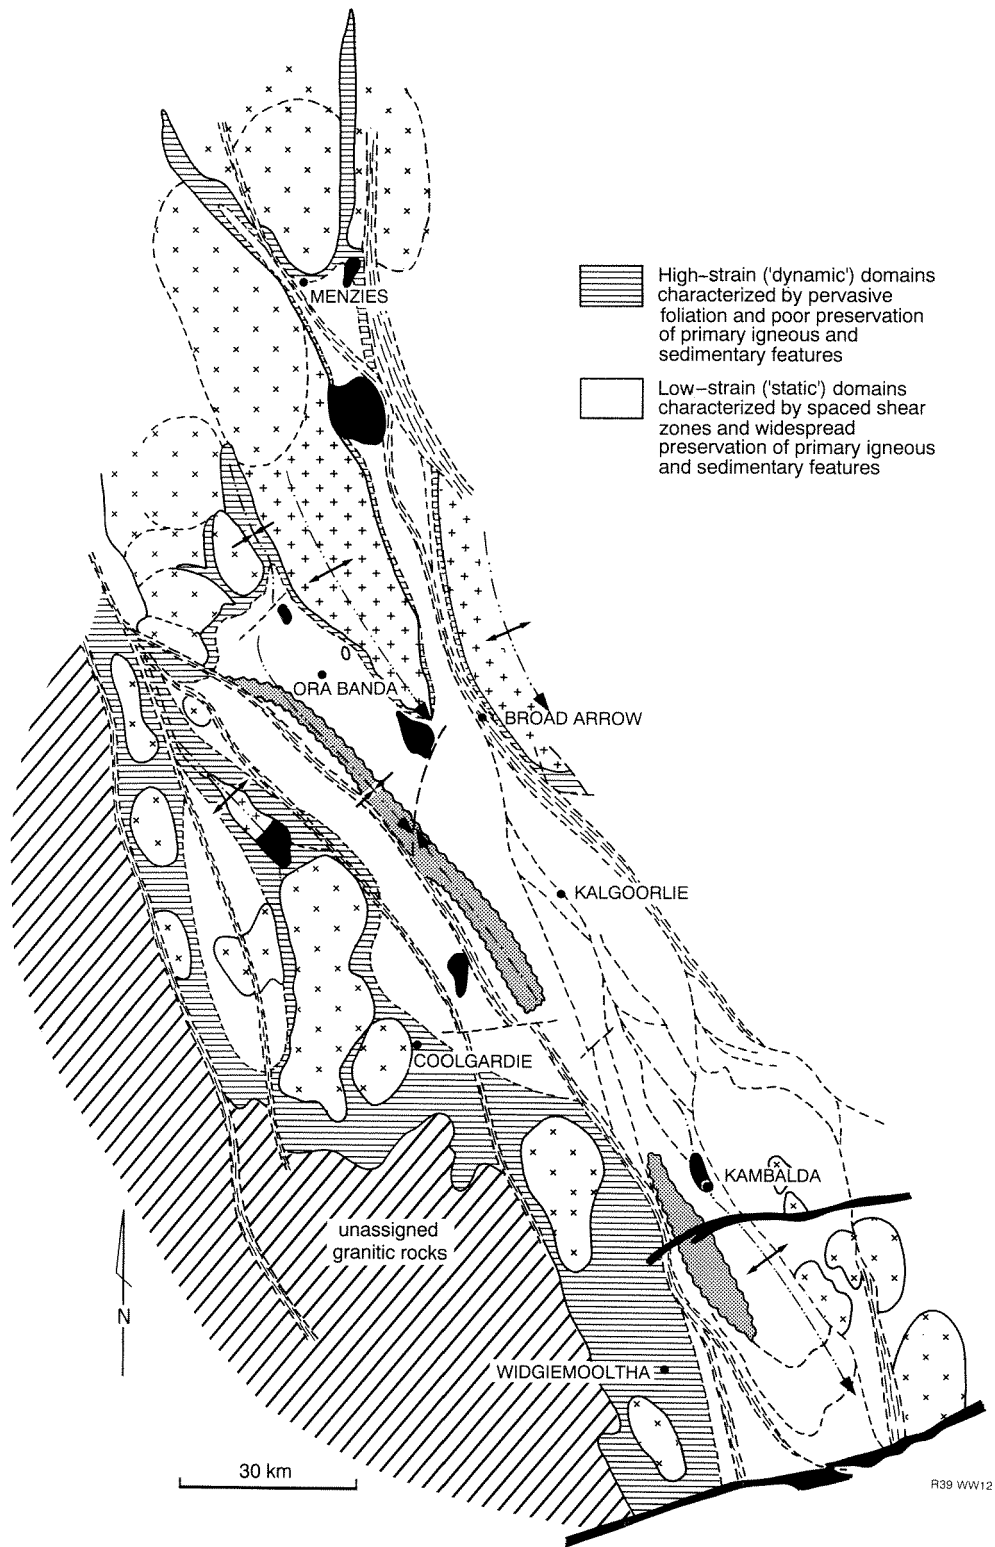 MENZIES
High-strain ('dynamic') domains
characterized by pervasive
foliation and poor preservation
of primary igneous and
sedimentary features
Low-strain ('static') domains
characterized by spaced shear
zones and widespread
preservation of primary igneous
and sedimentary features
ORA BANDA
BROAD ARROW
KALGOORLIE
COOLGARDIE
KAMBALDA
unassigned
granitic rocks
N
WIDGIEMOOLTHA
30 km
R39 WW12